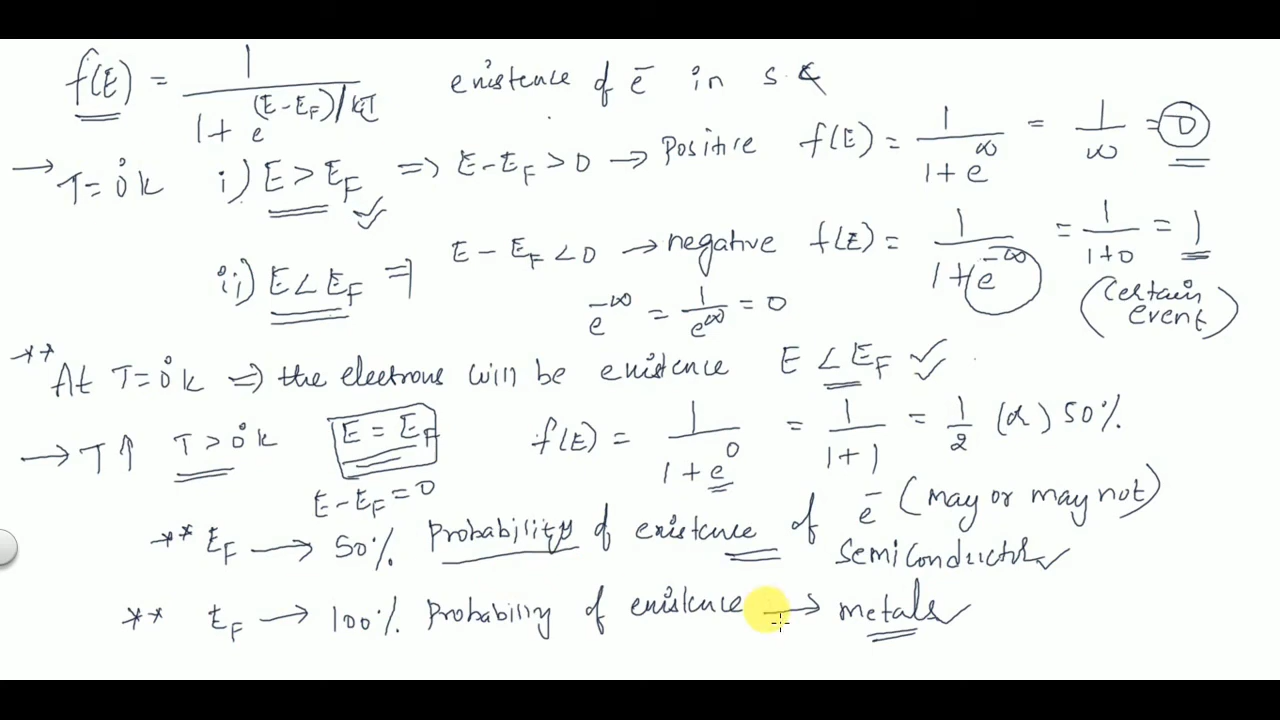 f(E) = 1 / (1 + e^((E-E_F)/kT)) existence of e⁻ in S.C
→ T = 0°K i) E > E_F ⇒ E - E_F > 0 → Positive f(E) = 1 / (1 + e^∞) = 1/∞ = 0
ii) E < E_F ⇒ E - E_F < 0 → negative f(E) = 1 / (1 + e^-∞) = 1 / (1+0) = 1
e^-∞ = 1 / e^∞ = 0 (Certain event)
** At T = 0°K ⇒ the electrons will be existence E < E_F ✓
→ T↑ T > 0°K E = E_F f(E) = 1 / (1 + e^0) = 1 / (1+1) = 1/2 (or) 50%
E - E_F = 0
** E_F → 50% Probability of existence of e⁻ (may or may not)
Semiconductor ✓
** E_F → 100% Probability of existence → metals ✓